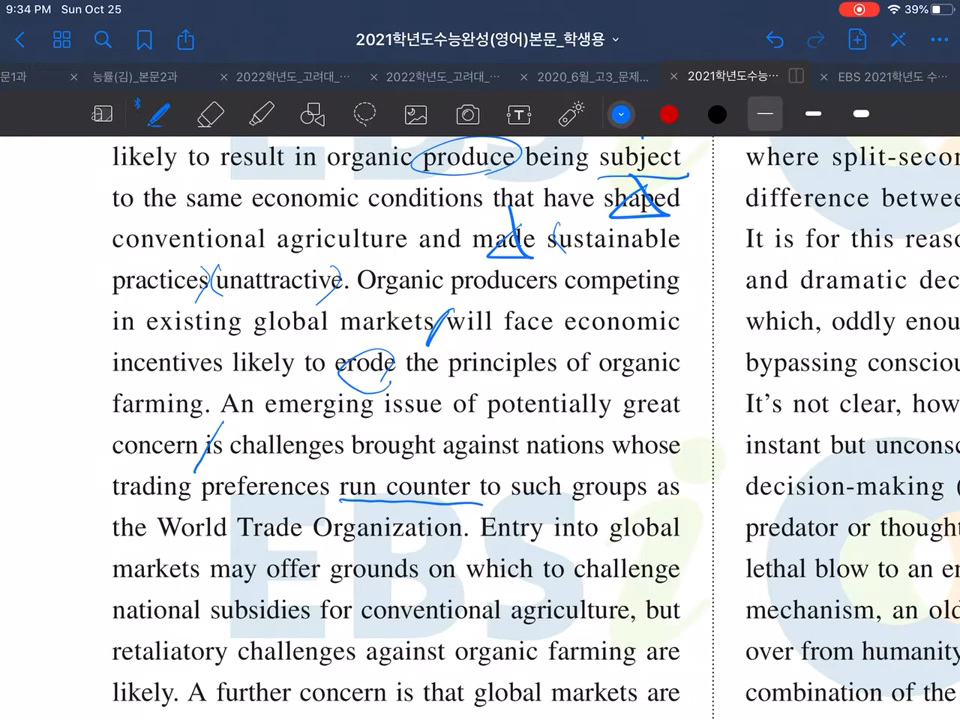 9:34 PM Sun Oct 25
39%
2021학년도수능완성(영어)본문_학생용
문1과
능률(김)_본문2과
2022학년도_고려대_…
2022학년도_고려대_…
2020_6월_고3_문제…
2021학년도수능…
EBS 2021학년도 수…
likely to result in organic produce being subject
to the same economic conditions that have shaped
conventional agriculture and made sustainable
practices unattractive. Organic producers competing
in existing global markets will face economic
incentives likely to erode the principles of organic
farming. An emerging issue of potentially great
concern is challenges brought against nations whose
trading preferences run counter to such groups as
the World Trade Organization. Entry into global
markets may offer grounds on which to challenge
national subsidies for conventional agriculture, but
retaliatory challenges against organic farming are
likely. A further concern is that global markets are
where split-secon
difference betwee
It is for this reaso
and dramatic dec
which, oddly enou
bypassing consciou
It's not clear, how
instant but unconsc
decision-making (
predator or thought
lethal blow to an en
mechanism, an old
over from humanity
combination of the
EBSi
EBSi